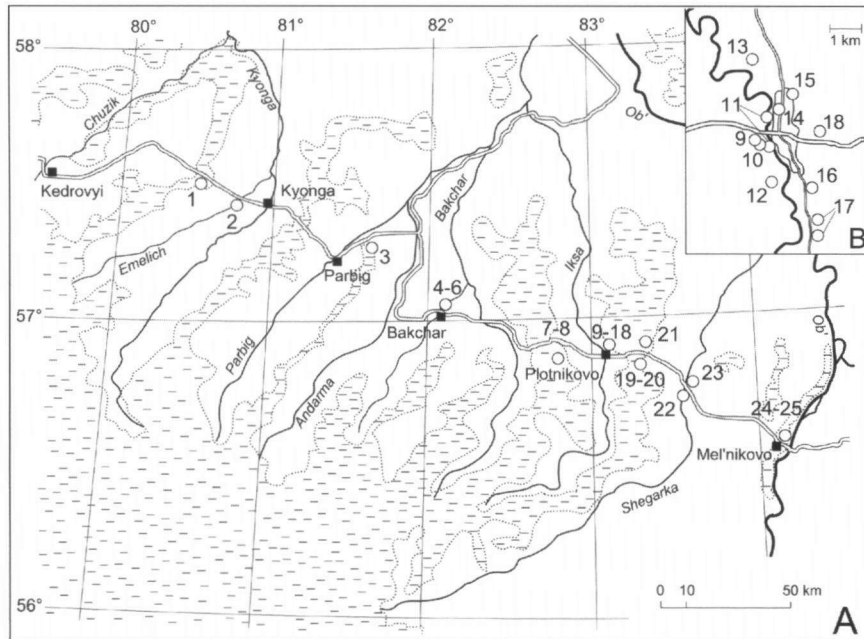 80°
81°
82°
83°
58°
57°
56°
Chuzik
Kyonga
Ob'
Kedrovyi
1
2
Kyonga
Emelich
Parbig
3
Parbig
Bakchar
4-6
Bakchar
Andarma
Iksa
7-8
Plotnikovo
9-18
21
19-20
22
23
24-25
Mel'nikovo
Shegarka
Ob'
0 10 50 km
A
1 km
13
15
11
14
18
9
10
16
12
17
B